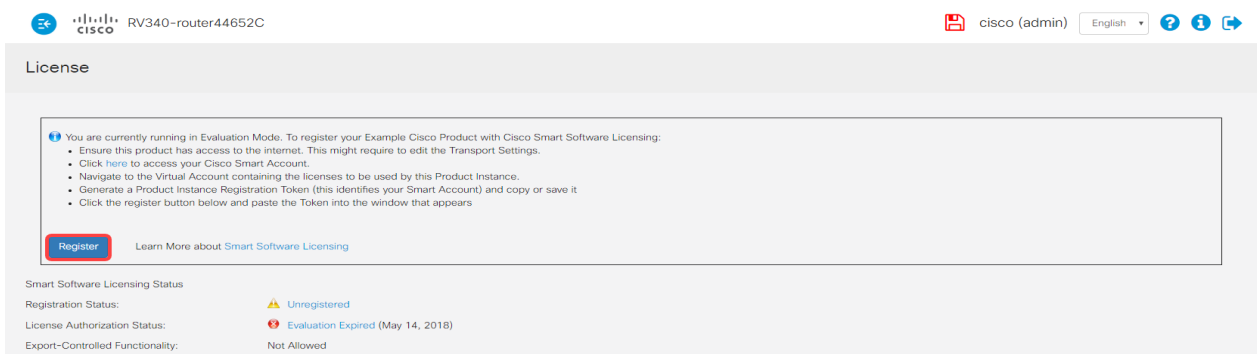 CISCO RV340-router44652C cisco (admin) English
License
You are currently running in Evaluation Mode. To register your Example Cisco Product with Cisco Smart Software Licensing:
• Ensure this product has access to the internet. This might require to edit the Transport Settings.
• Click here to access your Cisco Smart Account.
• Navigate to the Virtual Account containing the licenses to be used by this Product Instance.
• Generate a Product Instance Registration Token (this identifies your Smart Account) and copy or save it
• Click the register button below and paste the Token into the window that appears
Register Learn More about Smart Software Licensing
Smart Software Licensing Status
Registration Status: Unregistered
License Authorization Status: Evaluation Expired (May 14, 2018)
Export-Controlled Functionality: Not Allowed